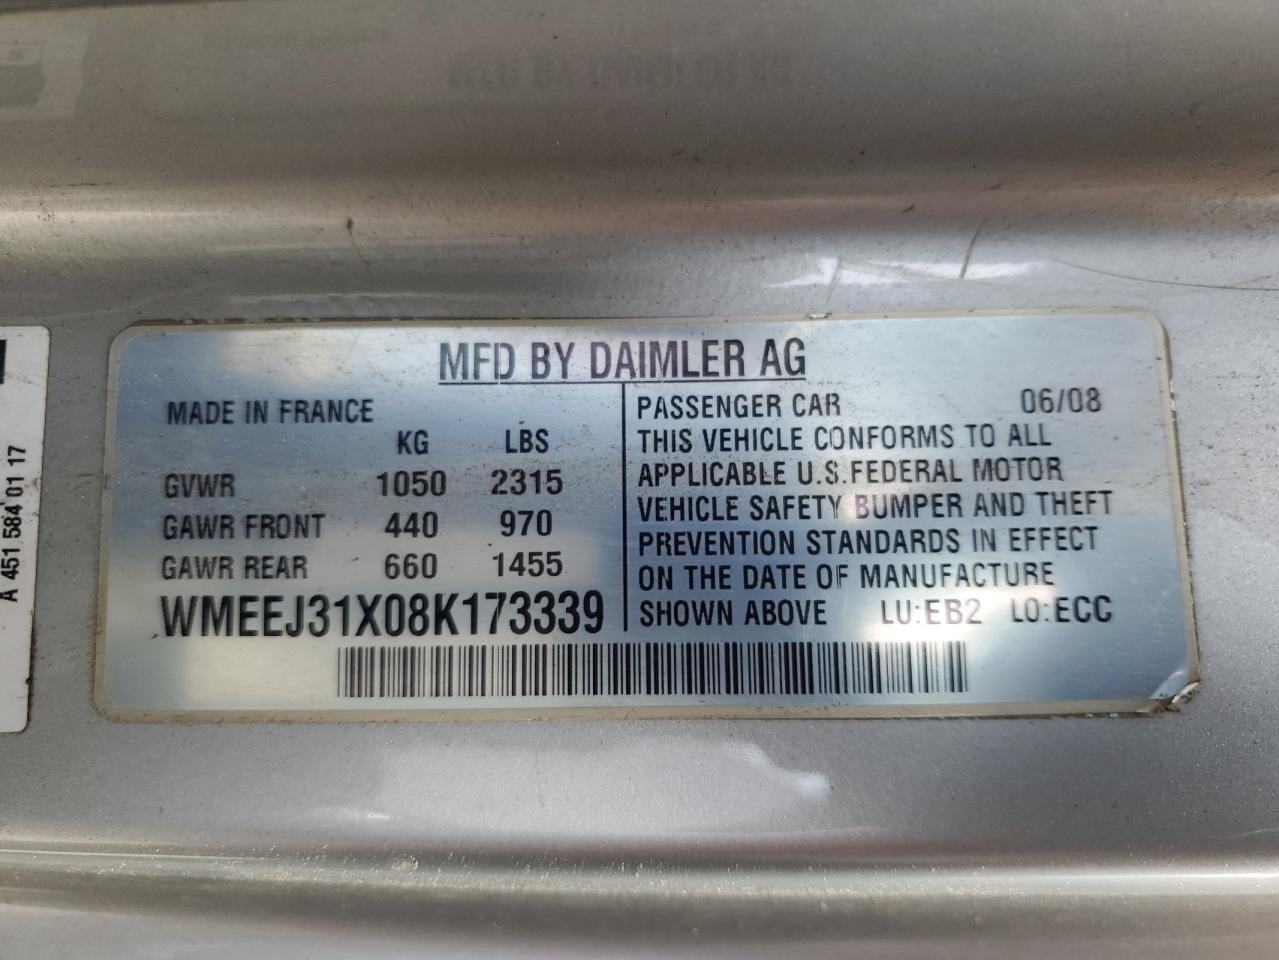 MFD BY DAIMLER AG
MADE IN FRANCE
KG LBS
GVWR 1050 2315
GAWR FRONT 440 970
GAWR REAR 660 1455
WMEEJ31X08K173339
PASSENGER CAR 06/08
THIS VEHICLE CONFORMS TO ALL
APPLICABLE U.S. FEDERAL MOTOR
VEHICLE SAFETY BUMPER AND THEFT
PREVENTION STANDARDS IN EFFECT
ON THE DATE OF MANUFACTURE
SHOWN ABOVE LU:EB2 LO:ECC
A 451 584 01 17